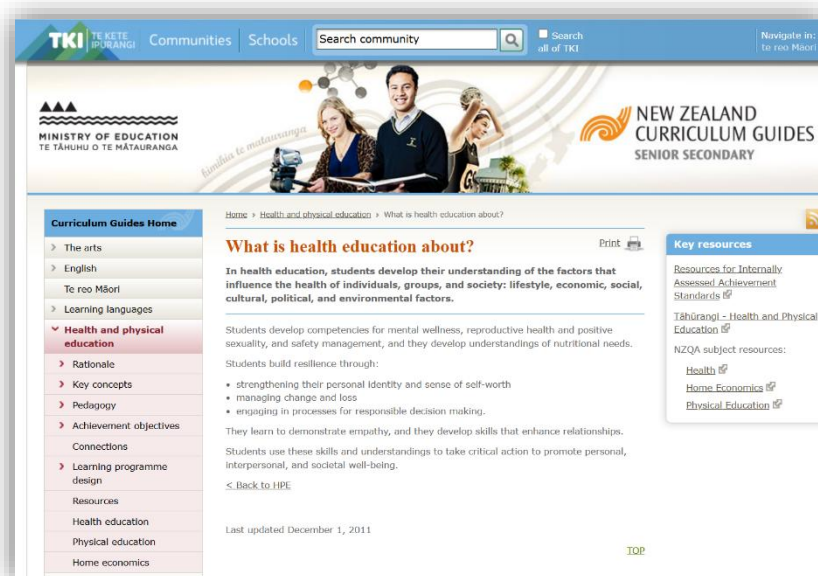 TKI TE KETE
IPURANGI
Communities
Schools
Search community
Search
all of TKI
Navigate in:
te reo Māori
MINISTRY OF EDUCATION
TE TĀHUHU O TE MĀTAURANGA
himihia te matauranga
NEW ZEALAND
CURRICULUM GUIDES
SENIOR SECONDARY
Curriculum Guides Home
The arts
English
Te reo Māori
Learning languages
Health and physical
education
Rationale
Key concepts
Pedagogy
Achievement objectives
Connections
Learning programme
design
Resources
Health education
Physical education
Home economics
Home › Health and physical education › What is health education about?
What is health education about?
Print
In health education, students develop their understanding of the factors that
influence the health of individuals, groups, and society: lifestyle, economic, social,
cultural, political, and environmental factors.
Students develop competencies for mental wellness, reproductive health and positive
sexuality, and safety management, and they develop understandings of nutritional needs.
Students build resilience through:
• strengthening their personal identity and sense of self-worth
• managing change and loss
• engaging in processes for responsible decision making.
They learn to demonstrate empathy, and they develop skills that enhance relationships.
Students use these skills and understandings to take critical action to promote personal,
interpersonal, and societal well-being.
< Back to HPE
Last updated December 1, 2011
TOP
Key resources
Resources for Internally
Assessed Achievement
Standards
Tāhūrangi - Health and Physical
Education
NZQA subject resources:
Health
Home Economics
Physical Education